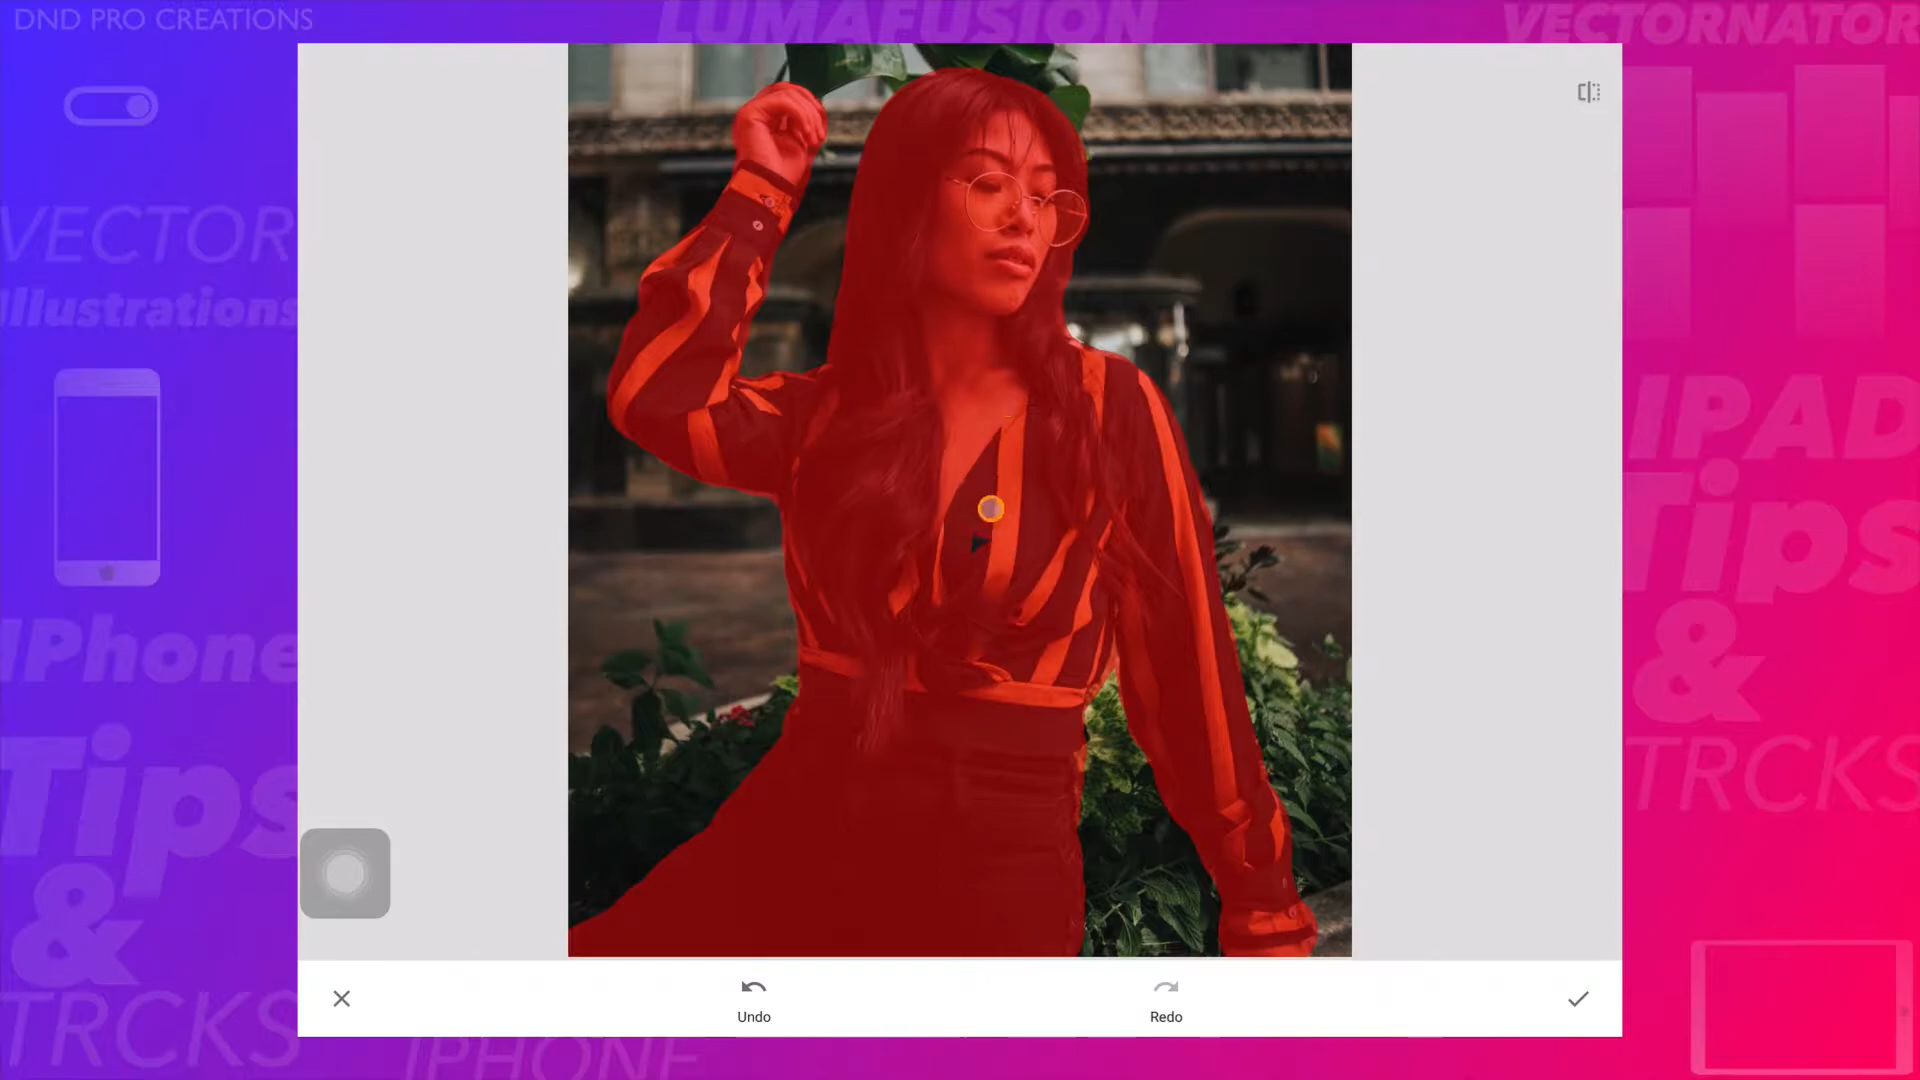 DND PRO CREATIONS
LUMAFUSION
VECTORNATOR
VECTOR
Illustrations
IPAD
Tips
&
TRCKS
IPhone
Tips
&
TRCKS
Undo
Redo
IPHONE